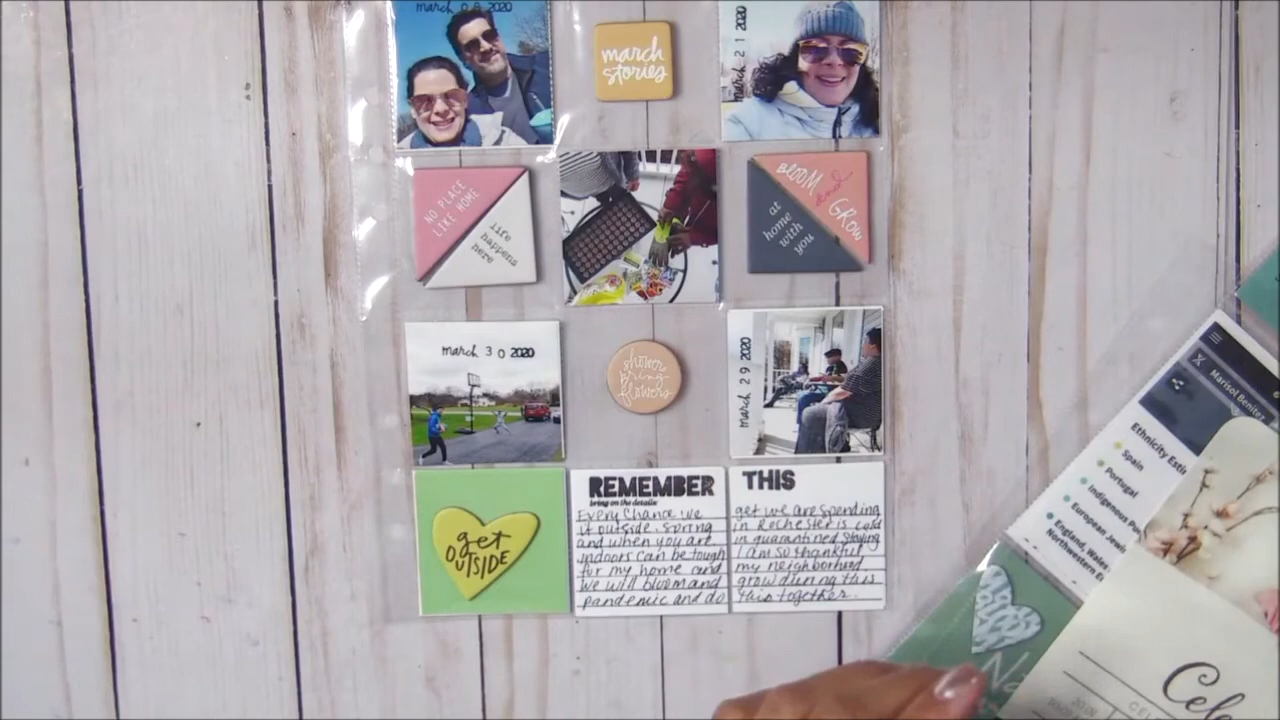 march 0 8 2020
march
stories
march 2 1 2020
NO PLACE
LIKE HOME
life
happens
here
BLOOM and
GROW
at
home
with
you
march 3 0 2020
shower
bring
flowers
march 2 9 2020
get
OUTSIDE
REMEMBER
bring on the details
Every chance we
it outside. Spring
and when you are
indoors can be tough
for my home and
we will bloom and
pandemic and do
THIS
get we are spending
in Rochester is cold
in quarantined staying
I am so thankful
my neighborhood
grow during this
this together.
Marisol Benitez
Ethnicity Esti
Spain
Portugal
Indigenous
European Jewi
England, Wales
Northwestern E